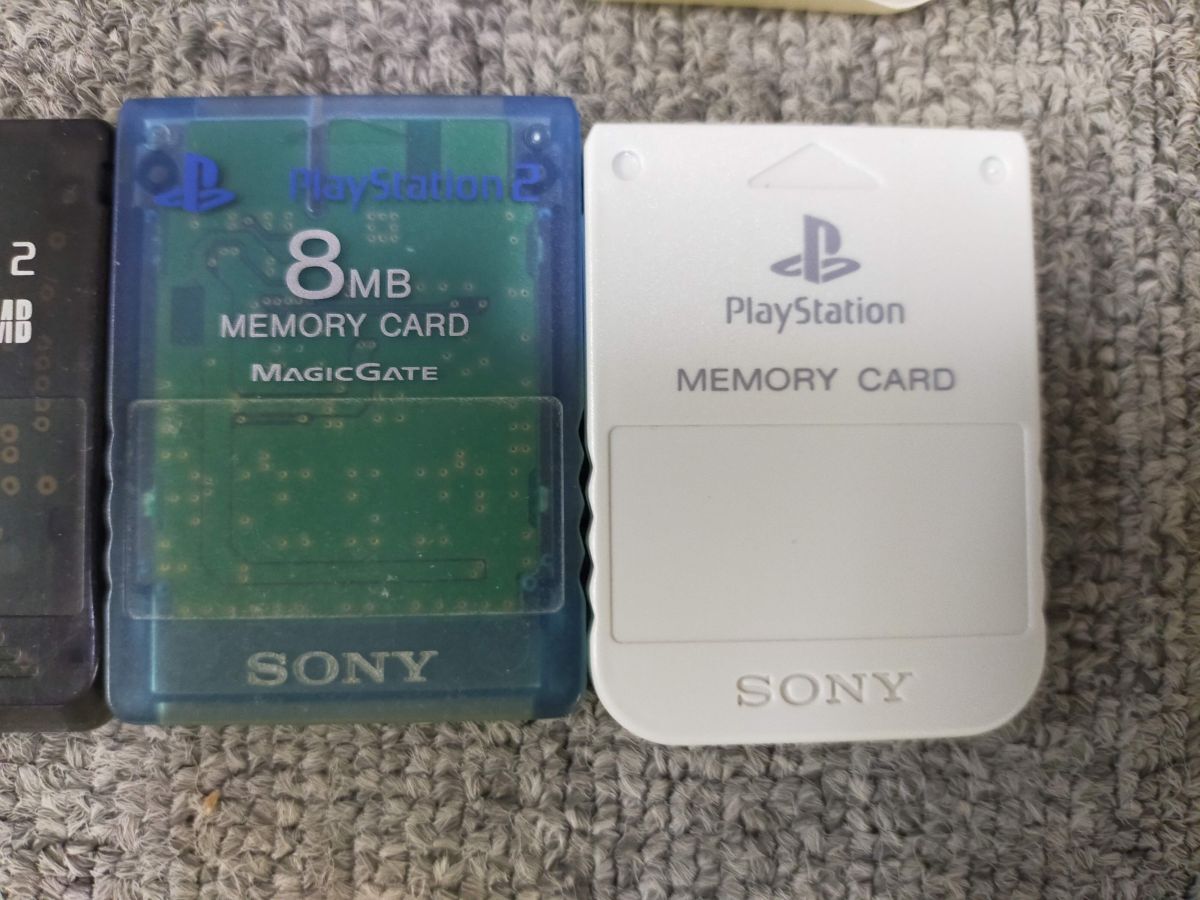 2
MB
PlayStation 2
8MB
MEMORY CARD
MAGICGATE
SONY
PlayStation
MEMORY CARD
SONY